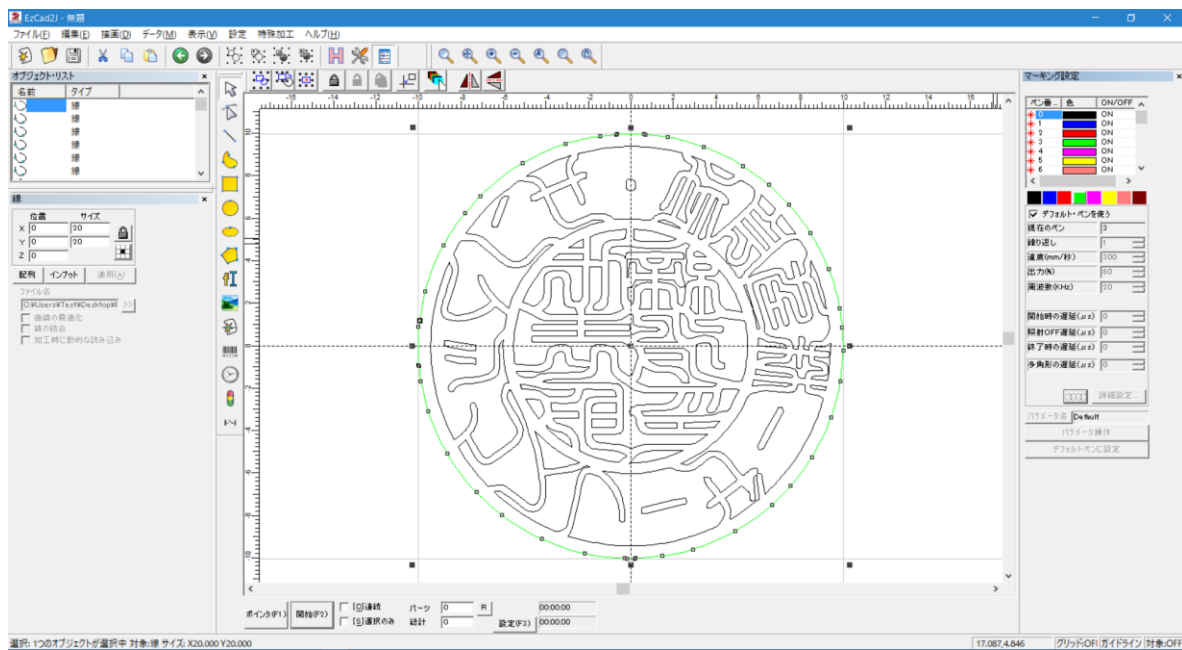 EzCad2J - 無題
ファイル(F) 編集(E) 描画(D) データ(M) 表示(V) 設定 特殊加工 ヘルプ(H)
オブジェクト・リスト
名前 タイプ
線
線
線
線
線
線
線
位置 サイズ
X 0 20
Y 0 20
Z 0
配列 インプット 適用(A)
ファイル名
C:¥Users¥Test¥Desktop¥
曲線の最適化
線の結合
加工時に動的な読み込み
マーキング設定
ペン番.. 色 ON/OFF
0 ON
1 ON
2 ON
3 ON
4 ON
5 ON
6 ON
デフォルト・ペンを使う
現在のペン 3
繰り返し 1
速度(mm/秒) 300
出力(%) 80
周波数(KHz) 20
開始時の遅延(μs) 0
照射OFF遅延(μs) 0
終了時の遅延(μs) 0
多角形の遅延(μs) 0
詳細設定..
パラメータ名 Default
パラメータ操作
デフォルトペンに設定
ポインタ(F1) 開始(F2) [C]連続 パーツ 0 R 00:00:00
[S]選択のみ 総計 0 設定(F3) 00:00:00
選択: 1つのオブジェクトが選択中 対象:線 サイズ: X20.000 Y20.000
17.087,4.846 グリッド:OFF ガイドライン 対象:OFF